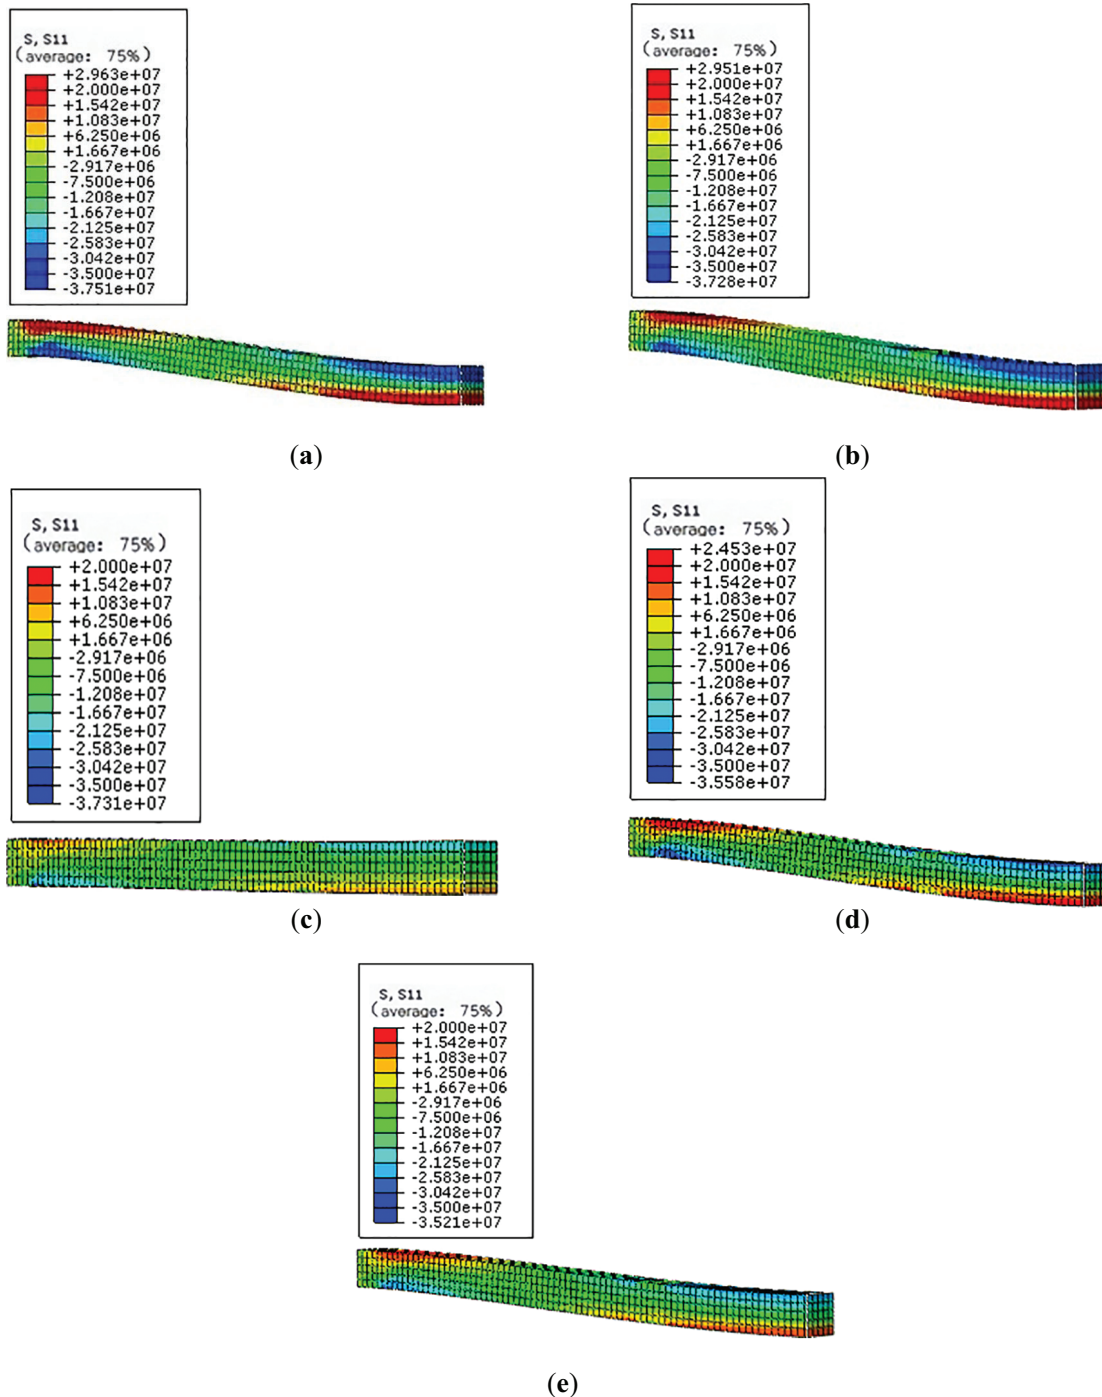 S, S11
(average: 75%)
+2.963e+07
+2.000e+07
+1.542e+07
+1.083e+07
+6.250e+06
+1.667e+06
-2.917e+06
-7.500e+06
-1.208e+07
-1.667e+07
-2.125e+07
-2.583e+07
-3.042e+07
-3.500e+07
-3.751e+07
(a)
S, S11
(average: 75%)
+2.951e+07
+2.000e+07
+1.542e+07
+1.083e+07
+6.250e+06
+1.667e+06
-2.917e+06
-7.500e+06
-1.208e+07
-1.667e+07
-2.125e+07
-2.583e+07
-3.042e+07
-3.500e+07
-3.728e+07
(b)
S, S11
(average: 75%)
+2.000e+07
+1.542e+07
+1.083e+07
+6.250e+06
+1.667e+06
-2.917e+06
-7.500e+06
-1.208e+07
-1.667e+07
-2.125e+07
-2.583e+07
-3.042e+07
-3.500e+07
-3.731e+07
(c)
S, S11
(average: 75%)
+2.453e+07
+2.000e+07
+1.542e+07
+1.083e+07
+6.250e+06
+1.667e+06
-2.917e+06
-7.500e+06
-1.208e+07
-1.667e+07
-2.125e+07
-2.583e+07
-3.042e+07
-3.500e+07
-3.558e+07
(d)
S, S11
(average: 75%)
+2.000e+07
+1.542e+07
+1.083e+07
+6.250e+06
+1.667e+06
-2.917e+06
-7.500e+06
-1.208e+07
-1.667e+07
-2.125e+07
-2.583e+07
-3.042e+07
-3.500e+07
-3.521e+07
(e)